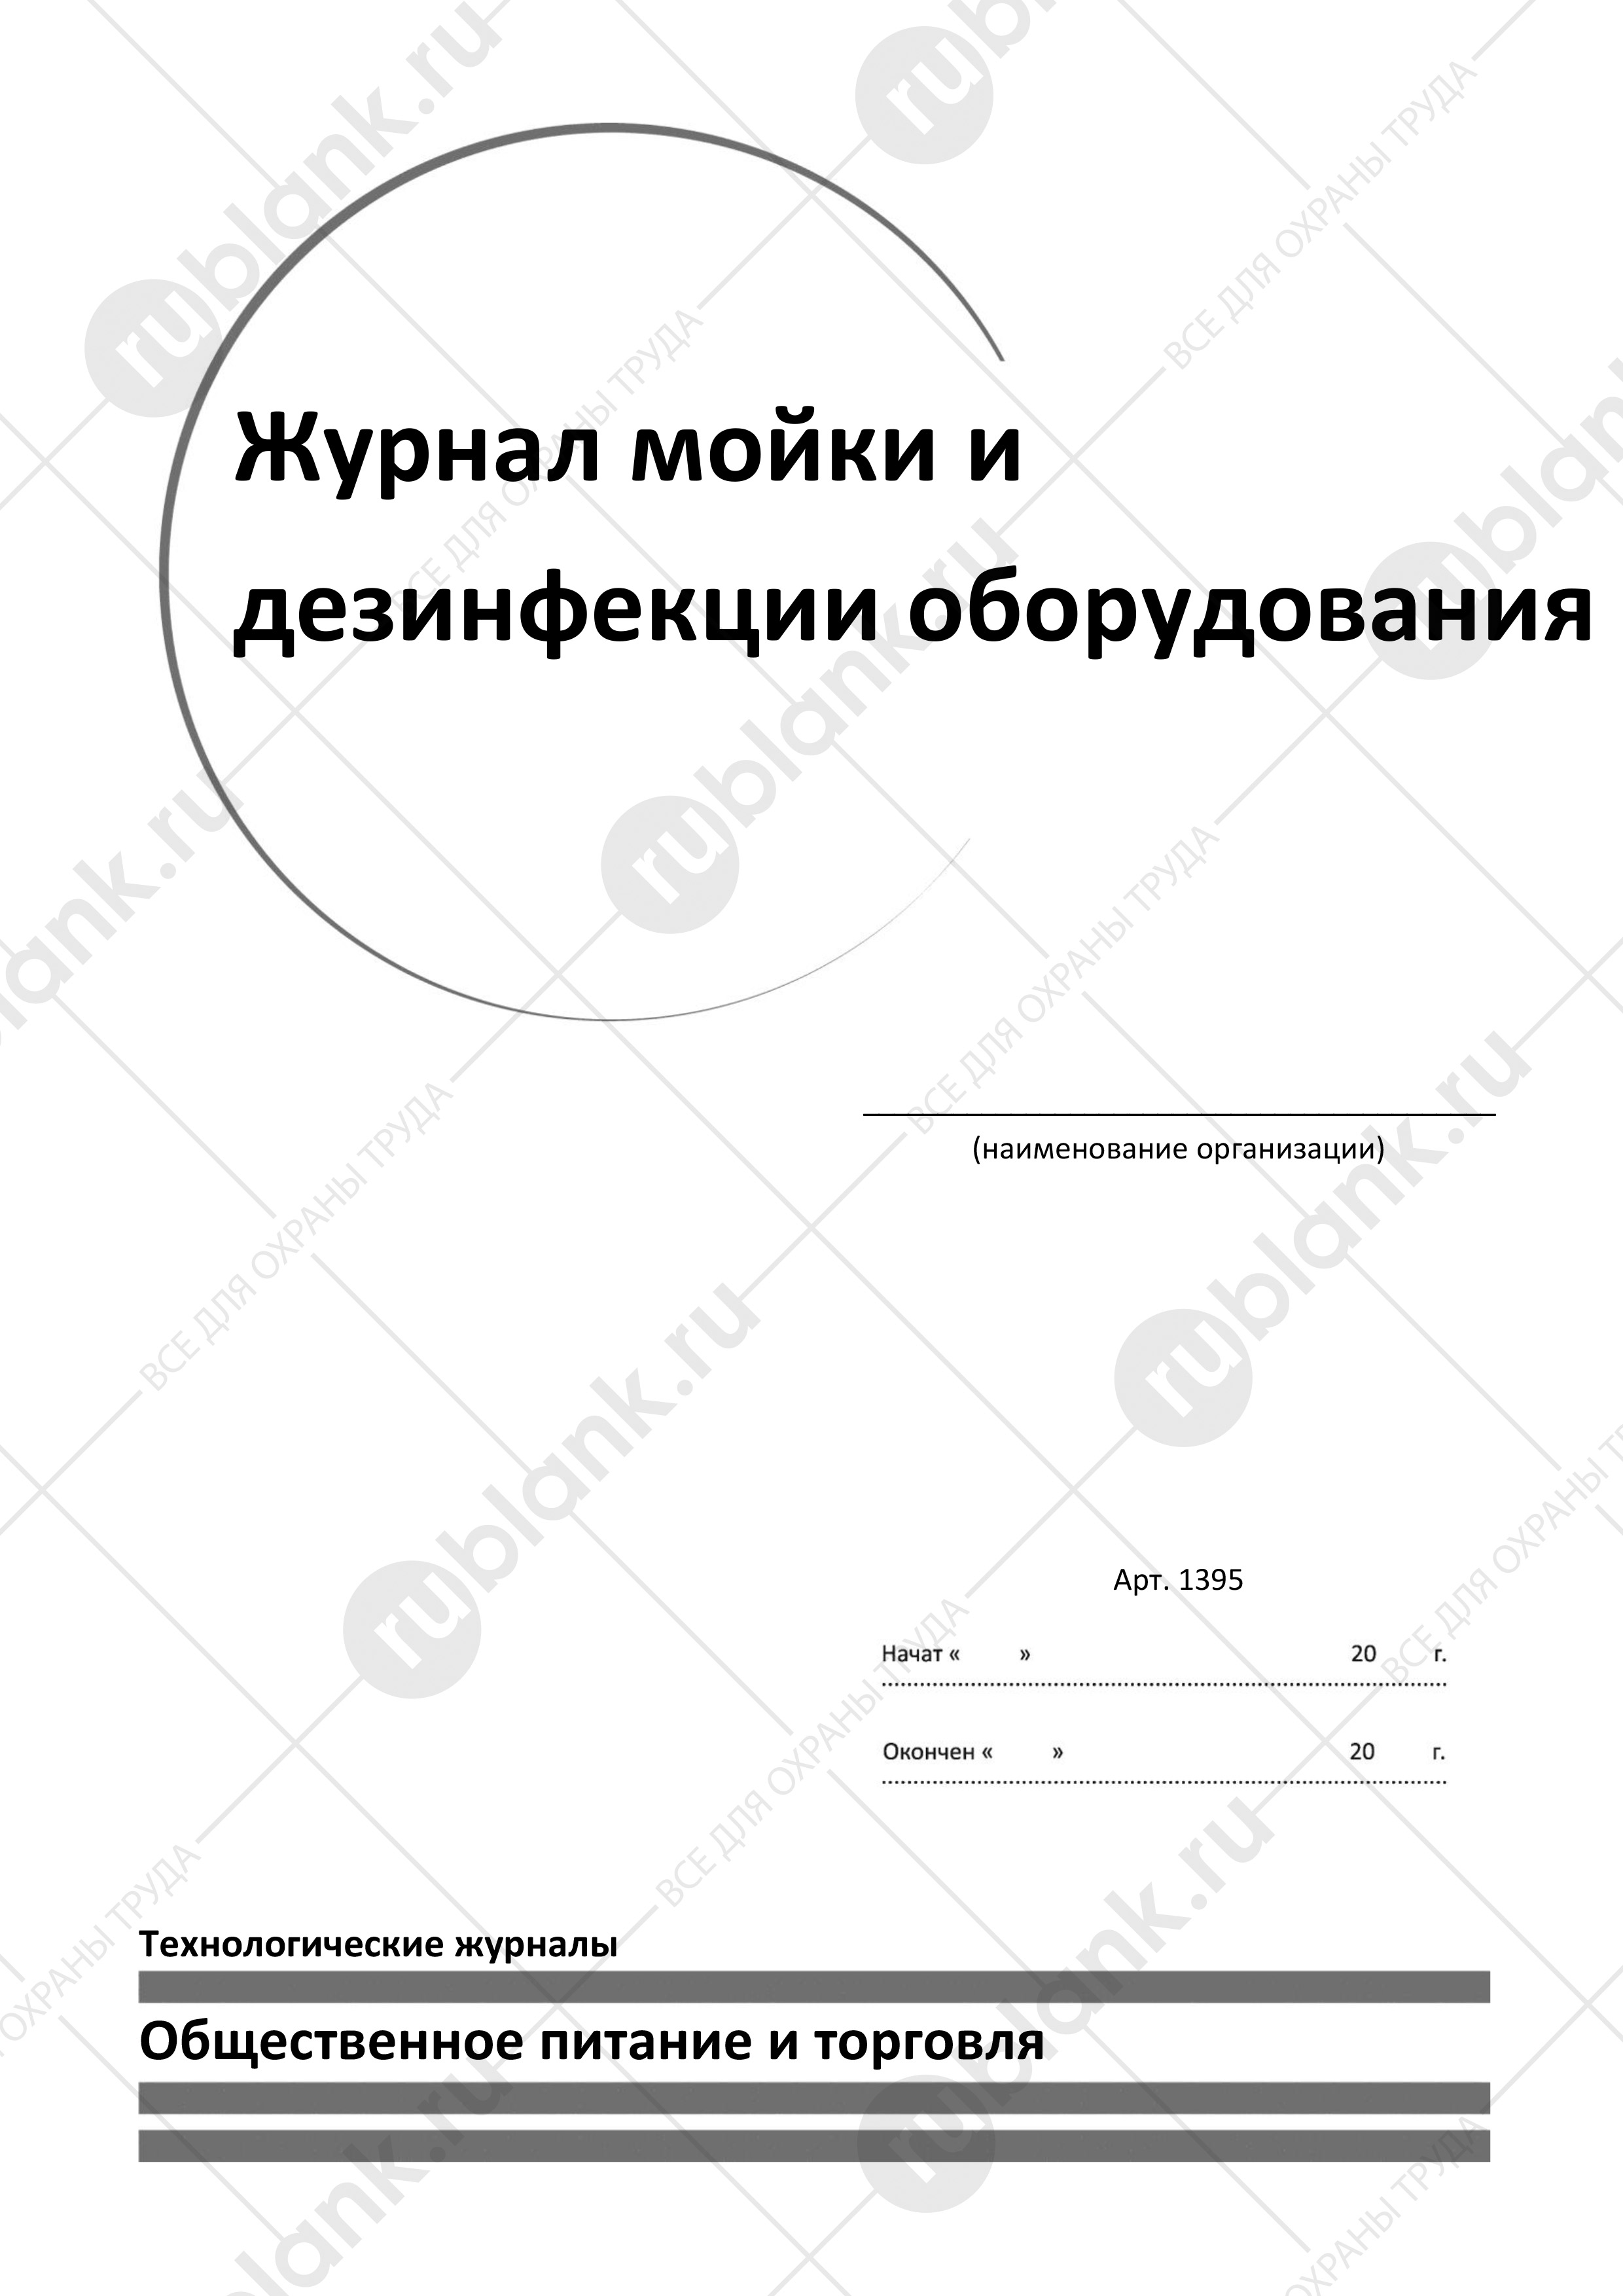 Журнал мойки и
дезинфекции оборудования
(наименование организации)
Арт. 1395
Начат « » 20 г.
Окончен « » 20 г.
Технологические журналы
Общественное питание и торговля
rublank.ru
ВСЕ ДЛЯ ОХРАНЫ ТРУДА